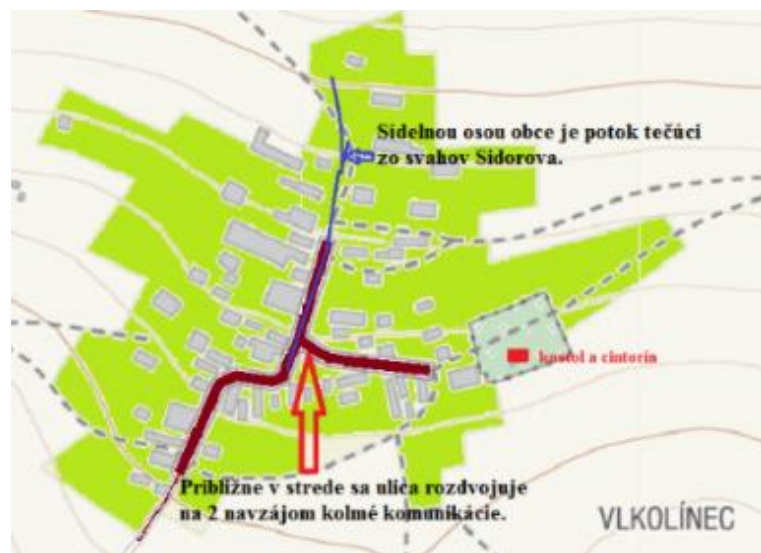 Sídelnou osou obce je potok tečúci
zo svahov Sidorova.
kostol a cintorín
Približne v strede sa ulica rozdvojuje
na 2 navzájom kolmé komunikácie.
VLKOLÍNEC